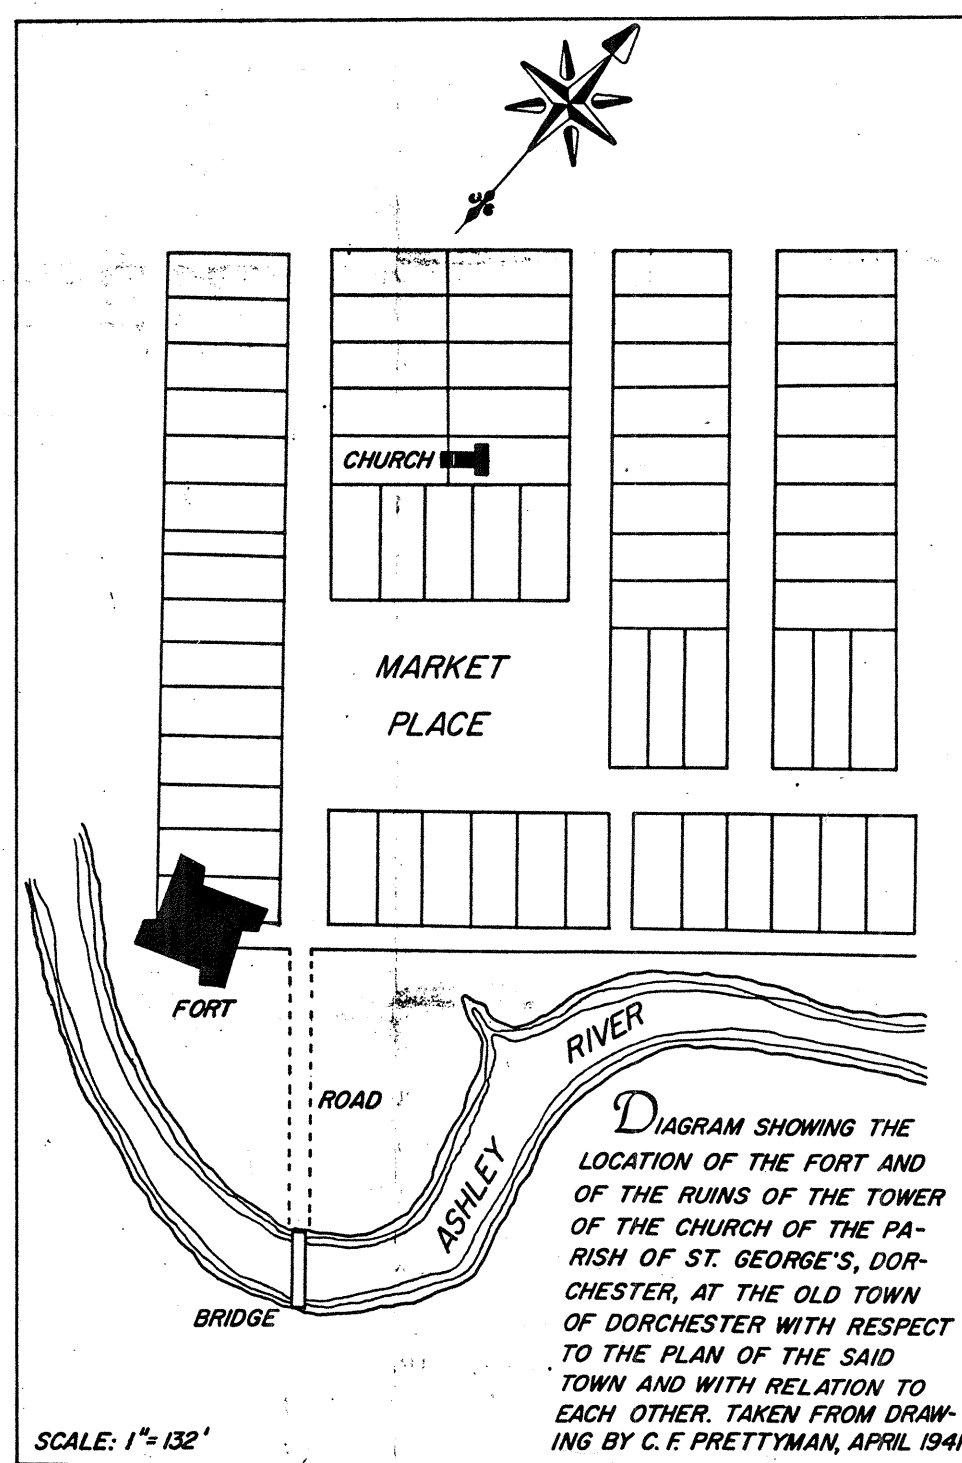 CHURCH
MARKET
PLACE
FORT
RIVER
ROAD
ASHLEY
BRIDGE
DIAGRAM SHOWING THE
LOCATION OF THE FORT AND
OF THE RUINS OF THE TOWER
OF THE CHURCH OF THE PA-
RISH OF ST. GEORGE'S, DOR-
CHESTER, AT THE OLD TOWN
OF DORCHESTER WITH RESPECT
TO THE PLAN OF THE SAID
TOWN AND WITH RELATION TO
EACH OTHER. TAKEN FROM DRAW-
ING BY C. F. PRETTYMAN, APRIL 1941
SCALE: 1"= 132'